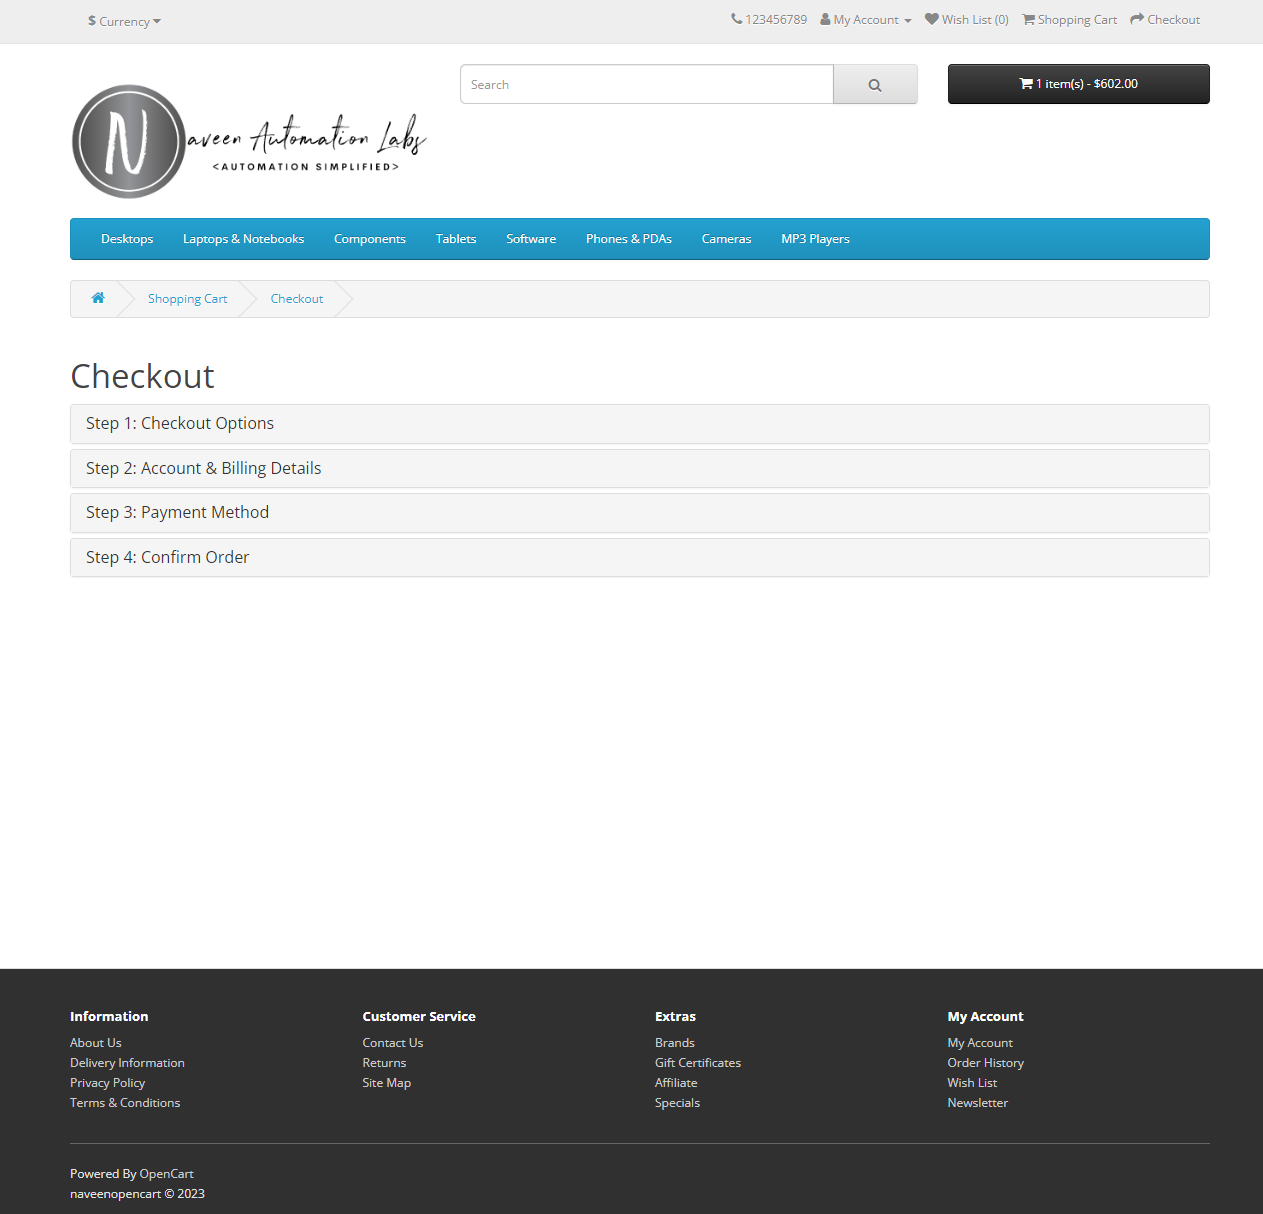 $ Currency
123456789 My Account Wish List (0) Shopping Cart Checkout
Search
1 item(s) - $602.00
N
aveen Automation Labs
<AUTOMATION SIMPLIFIED>
Desktops Laptops & Notebooks Components Tablets Software Phones & PDAs Cameras MP3 Players
Shopping Cart Checkout
Checkout
Step 1: Checkout Options
Step 2: Account & Billing Details
Step 3: Payment Method
Step 4: Confirm Order
Information
About Us
Delivery Information
Privacy Policy
Terms & Conditions
Customer Service
Contact Us
Returns
Site Map
Extras
Brands
Gift Certificates
Affiliate
Specials
My Account
My Account
Order History
Wish List
Newsletter
Powered By OpenCart
naveenopencart © 2023